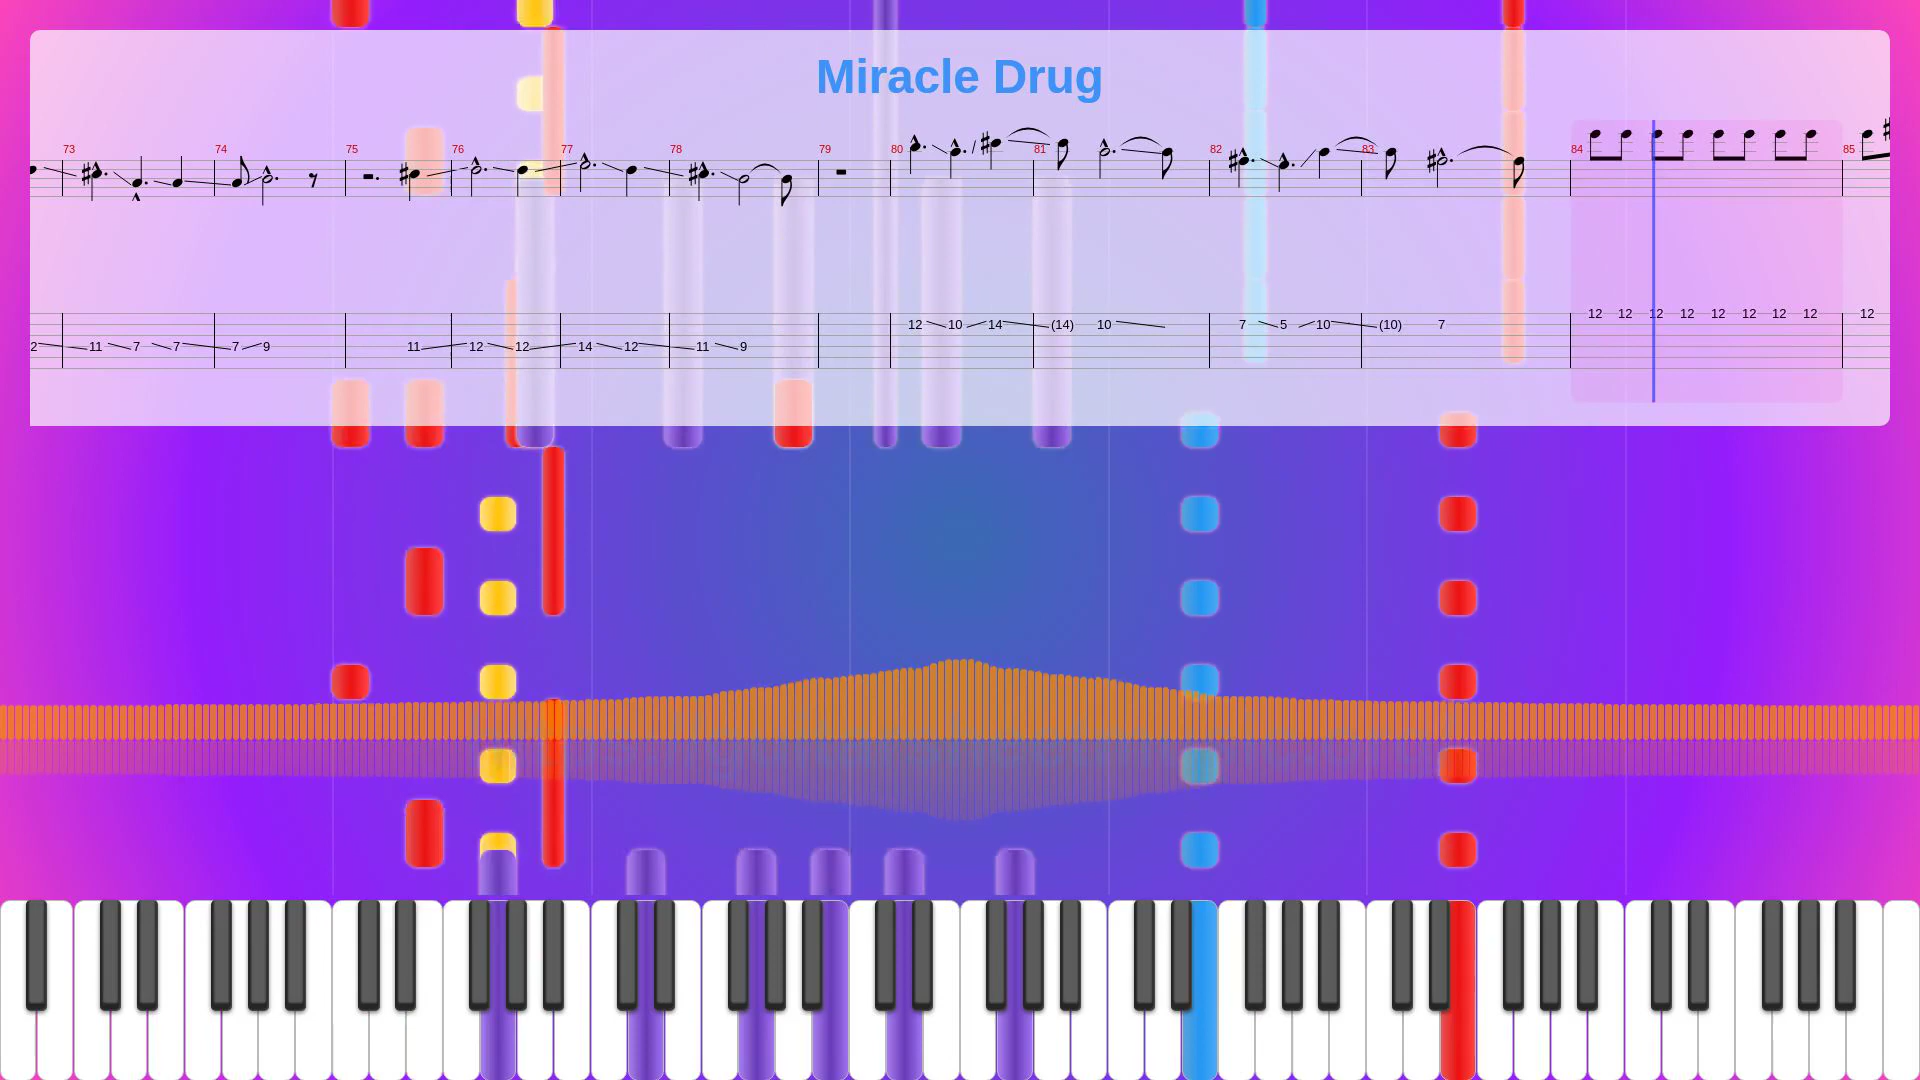 Miracle Drug
73 74 75 76 77 78 79 80 81 82 83 84 85
2 11 7 7 7 9 11 12 12 14 12 11 9 12 10 14 (14) 10 7 5 10 (10) 7 12 12 12 12 12 12 12 12 12